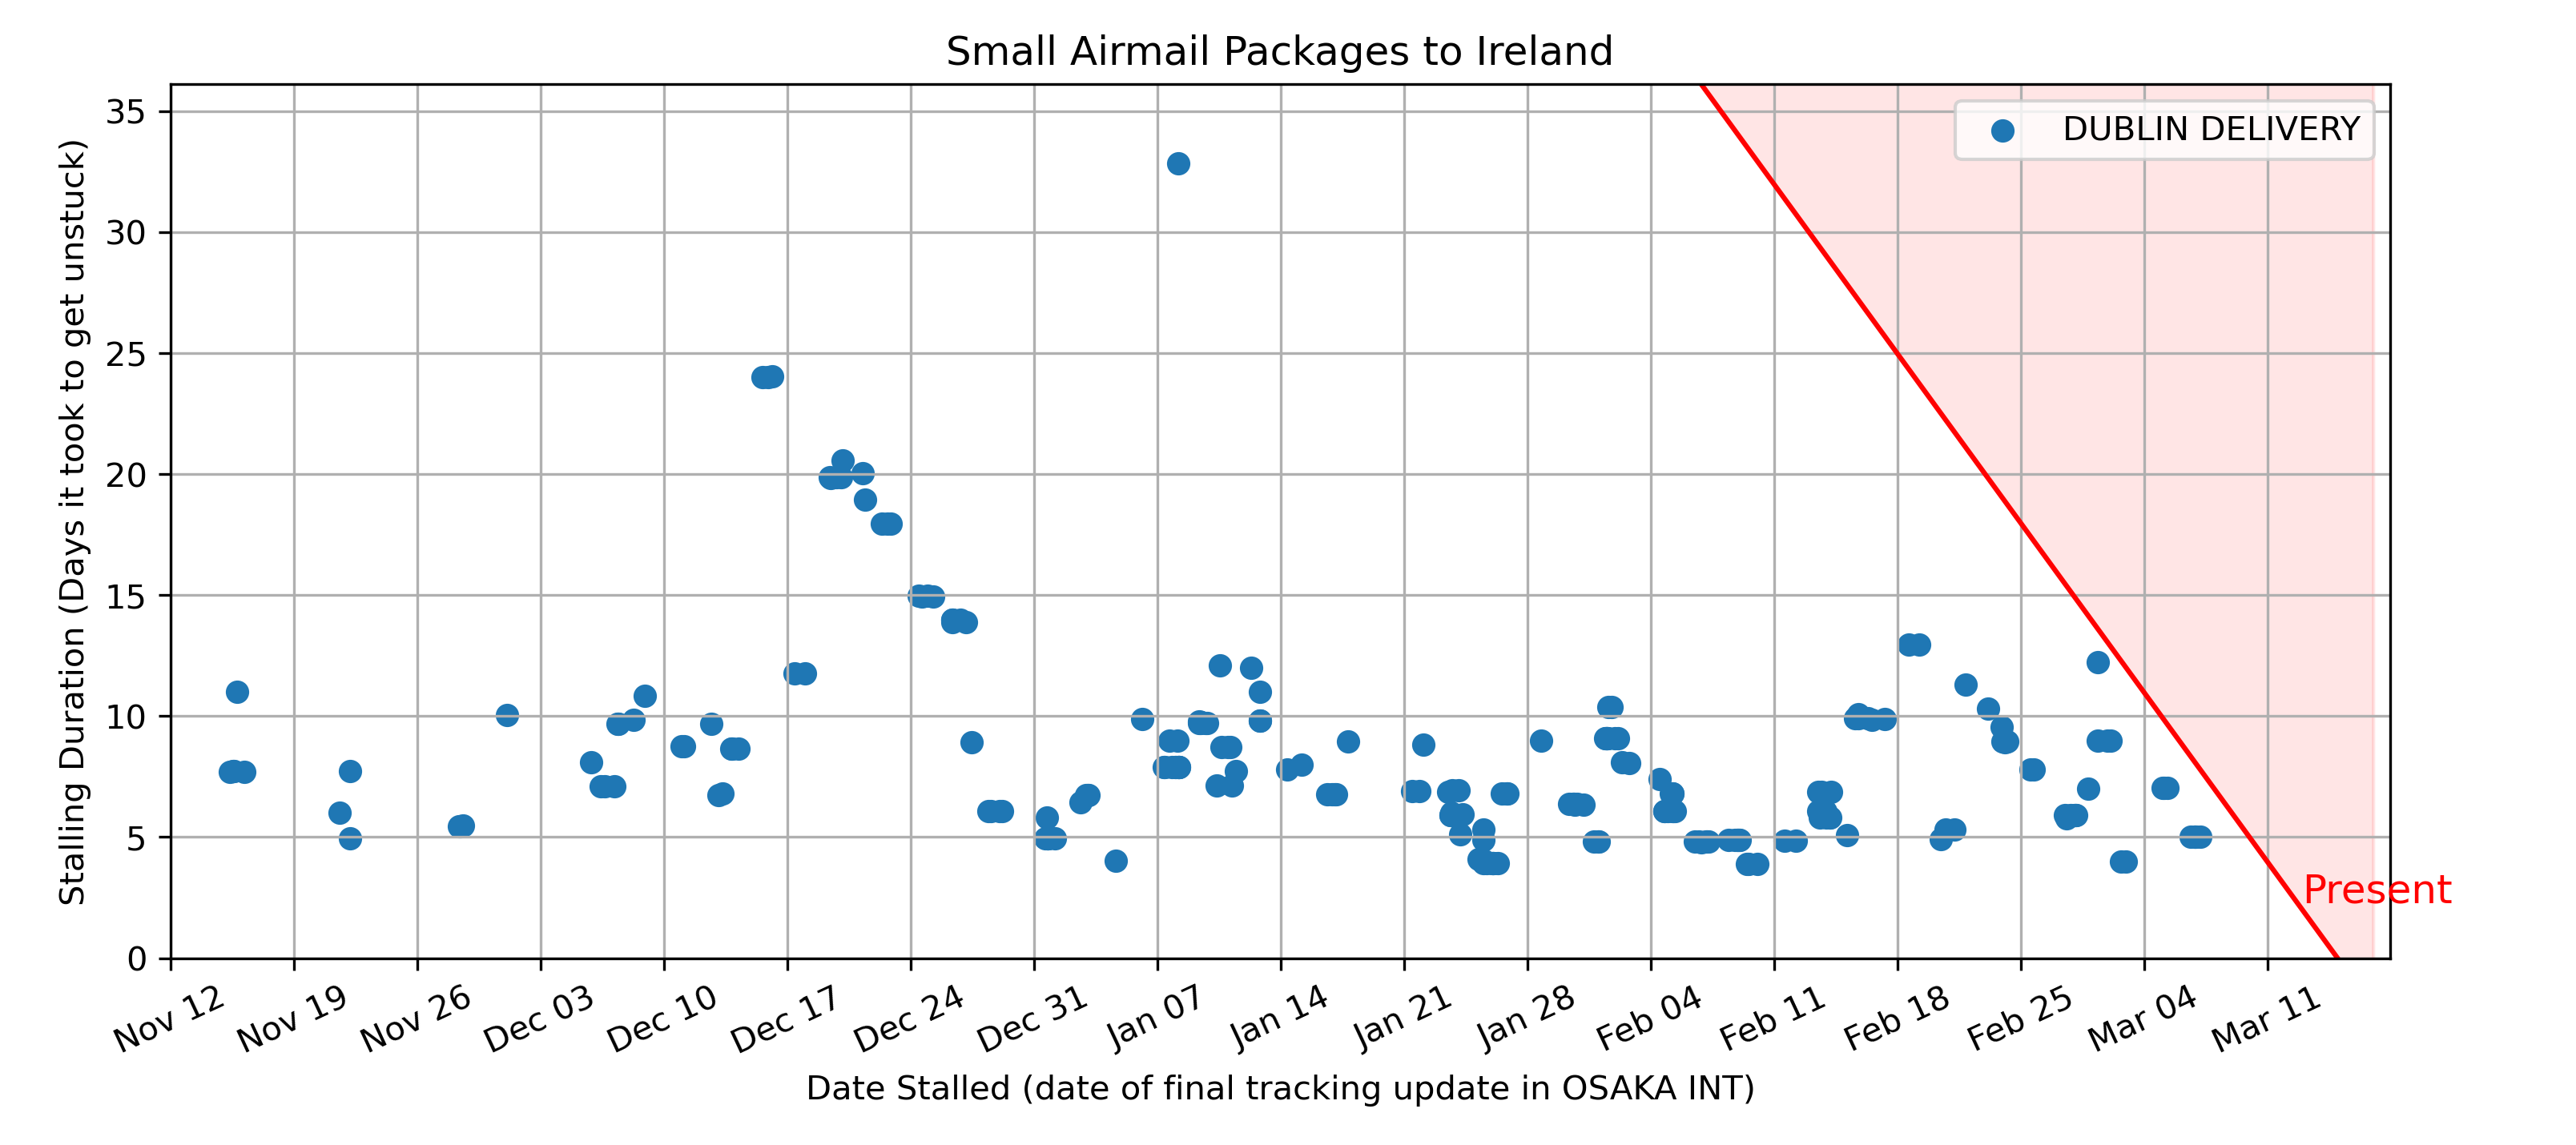 Small Airmail Packages to Ireland
DUBLIN DELIVERY
Stalling Duration (Days it took to get unstuck)
35
30
25
20
15
10
5
0
Present
Nov 12
Nov 19
Nov 26
Dec 03
Dec 10
Dec 17
Dec 24
Dec 31
Jan 07
Jan 14
Jan 21
Jan 28
Feb 04
Feb 11
Feb 18
Feb 25
Mar 04
Mar 11
Date Stalled (date of final tracking update in OSAKA INT)